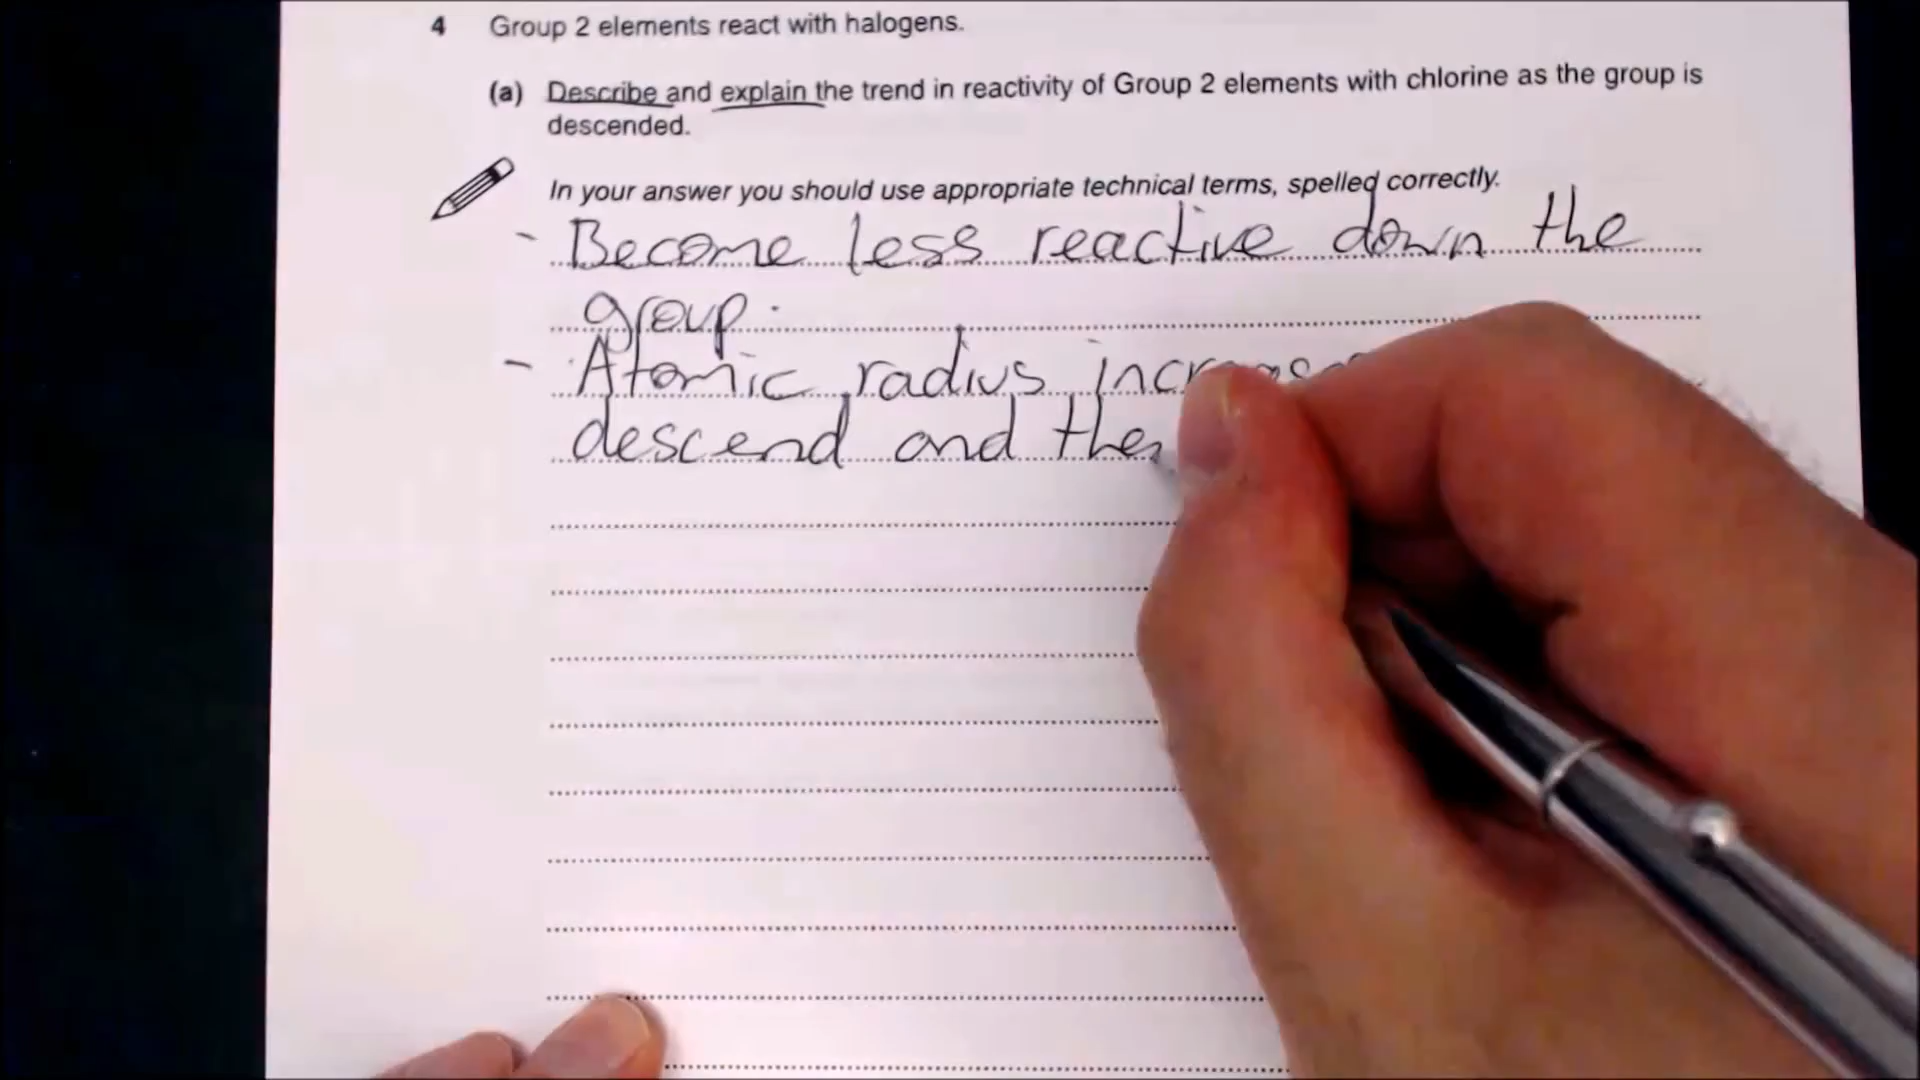 4 Group 2 elements react with halogens.
(a) Describe and explain the trend in reactivity of Group 2 elements with chlorine as the group is
descended.
In your answer you should use appropriate technical terms, spelled correctly.
- Become less reactive down the
group.
- Atomic radius
descend and